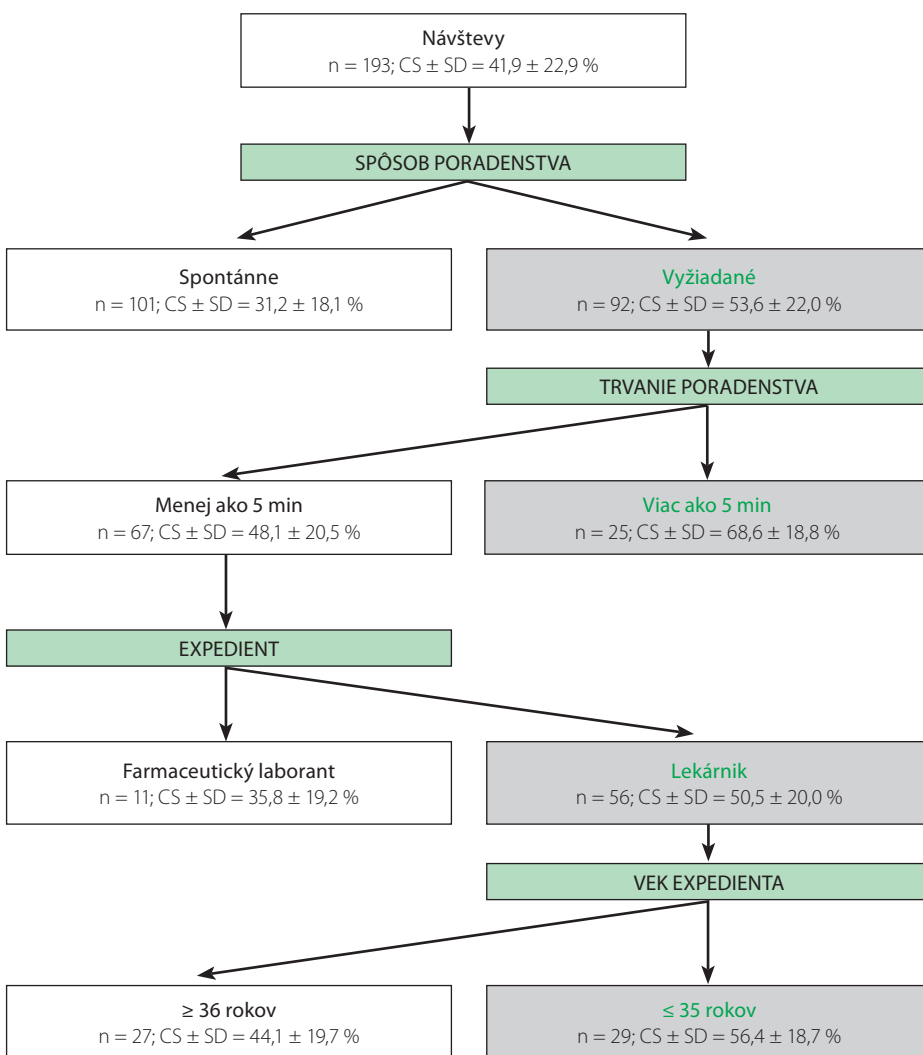 Návštevy
n = 193; CS ± SD = 41,9 ± 22,9 %
SPÔSOB PORADENSTVA
Spontánne
n = 101; CS ± SD = 31,2 ± 18,1 %
Vyžiadané
n = 92; CS ± SD = 53,6 ± 22,0 %
TRVANIE PORADENSTVA
Menej ako 5 min
n = 67; CS ± SD = 48,1 ± 20,5 %
Viac ako 5 min
n = 25; CS ± SD = 68,6 ± 18,8 %
EXPEDIENT
Farmaceutický laborant
n = 11; CS ± SD = 35,8 ± 19,2 %
Lekárnik
n = 56; CS ± SD = 50,5 ± 20,0 %
VEK EXPEDIENTA
≥ 36 rokov
n = 27; CS ± SD = 44,1 ± 19,7 %
≤ 35 rokov
n = 29; CS ± SD = 56,4 ± 18,7 %